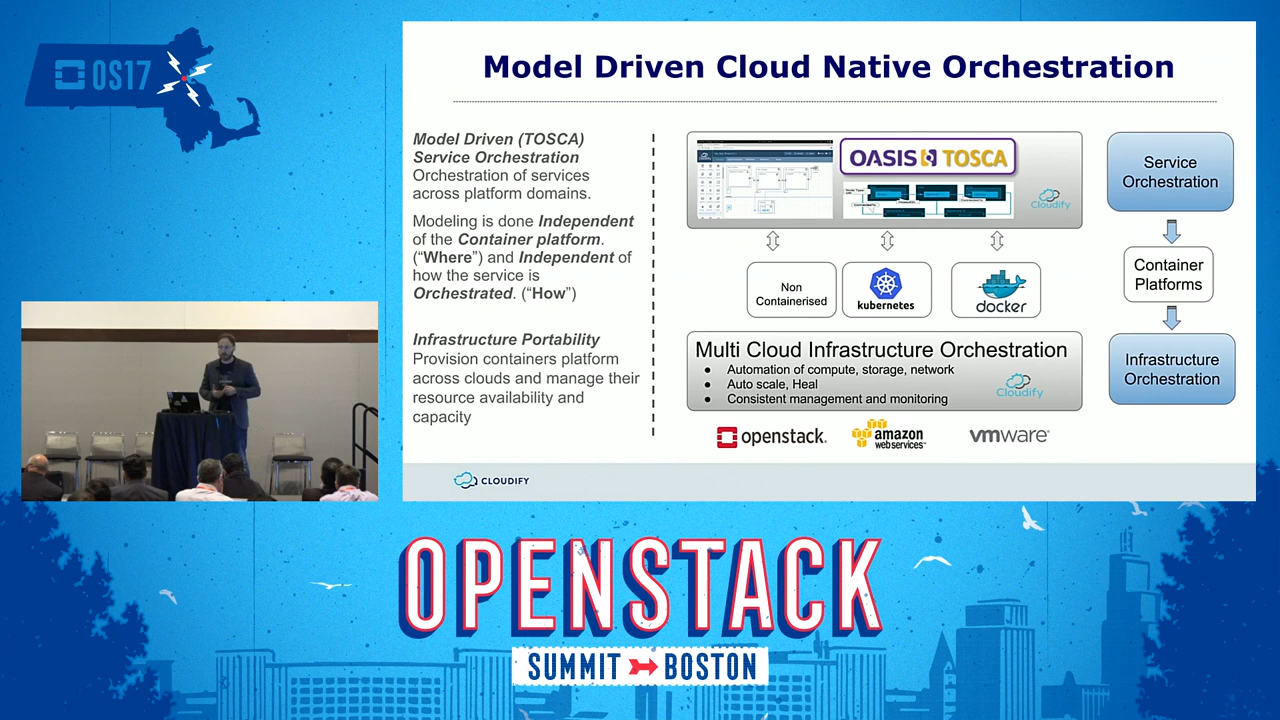 OS17
Model Driven Cloud Native Orchestration
Model Driven (TOSCA)
Service Orchestration
Orchestration of services
across platform domains.
Modeling is done Independent
of the Container platform.
(“Where”) and Independent of
how the service is
Orchestrated. (“How”)
Infrastructure Portability
Provision containers platform
across clouds and manage their
resource availability and
capacity
OASIS TOSCA
Cloudify
Non
Containerised
kubernetes
docker
Multi Cloud Infrastructure Orchestration
● Automation of compute, storage, network
● Auto scale, Heal
● Consistent management and monitoring
Cloudify
openstack.
amazon
web services™
vmware®
Service
Orchestration
Container
Platforms
Infrastructure
Orchestration
CLOUDIFY
OPENSTACK
SUMMIT BOSTON